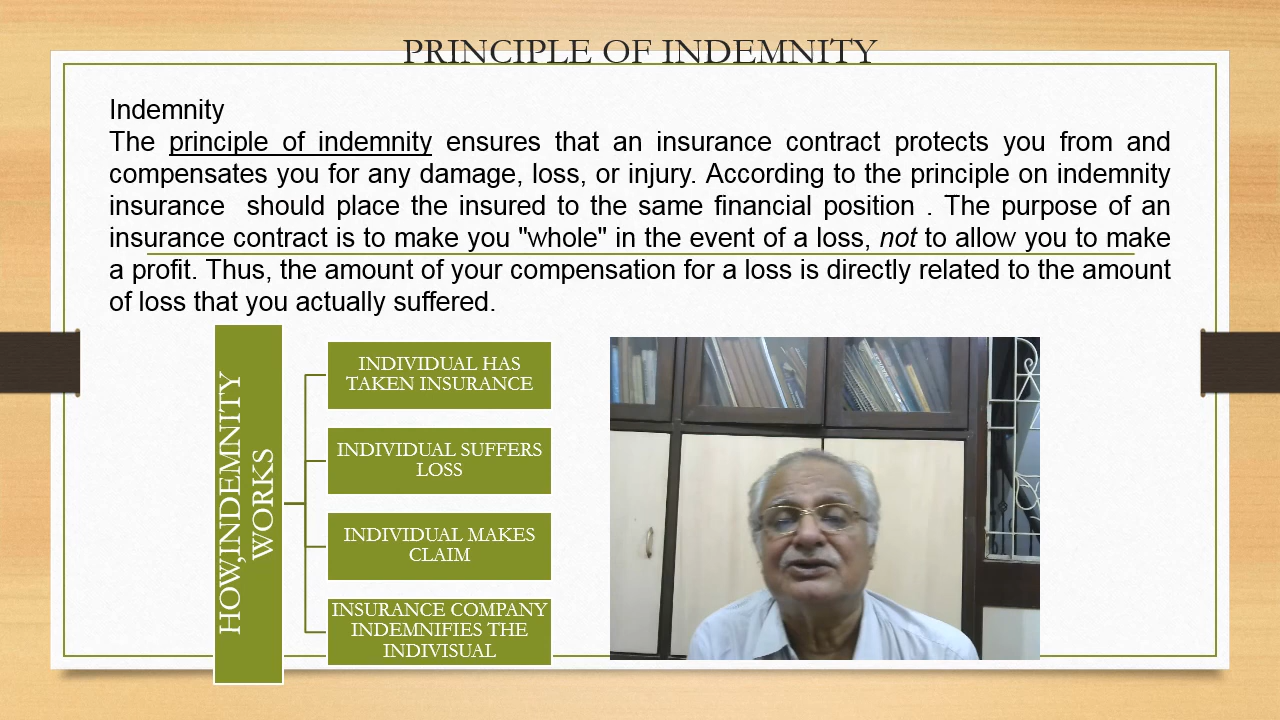 PRINCIPLE OF INDEMNITY
Indemnity
The principle of indemnity ensures that an insurance contract protects you from and
compensates you for any damage, loss, or injury. According to the principle on indemnity
insurance  should place the insured to the same financial position . The purpose of an
insurance contract is to make you "whole" in the event of a loss, not to allow you to make
a profit. Thus, the amount of your compensation for a loss is directly related to the amount
of loss that you actually suffered.
HOW,INDEMNITY
WORKS
INDIVIDUAL HAS
TAKEN INSURANCE
INDIVIDUAL SUFFERS
LOSS
INDIVIDUAL MAKES
CLAIM
INSURANCE COMPANY
INDEMNIFIES THE
INDIVISUAL